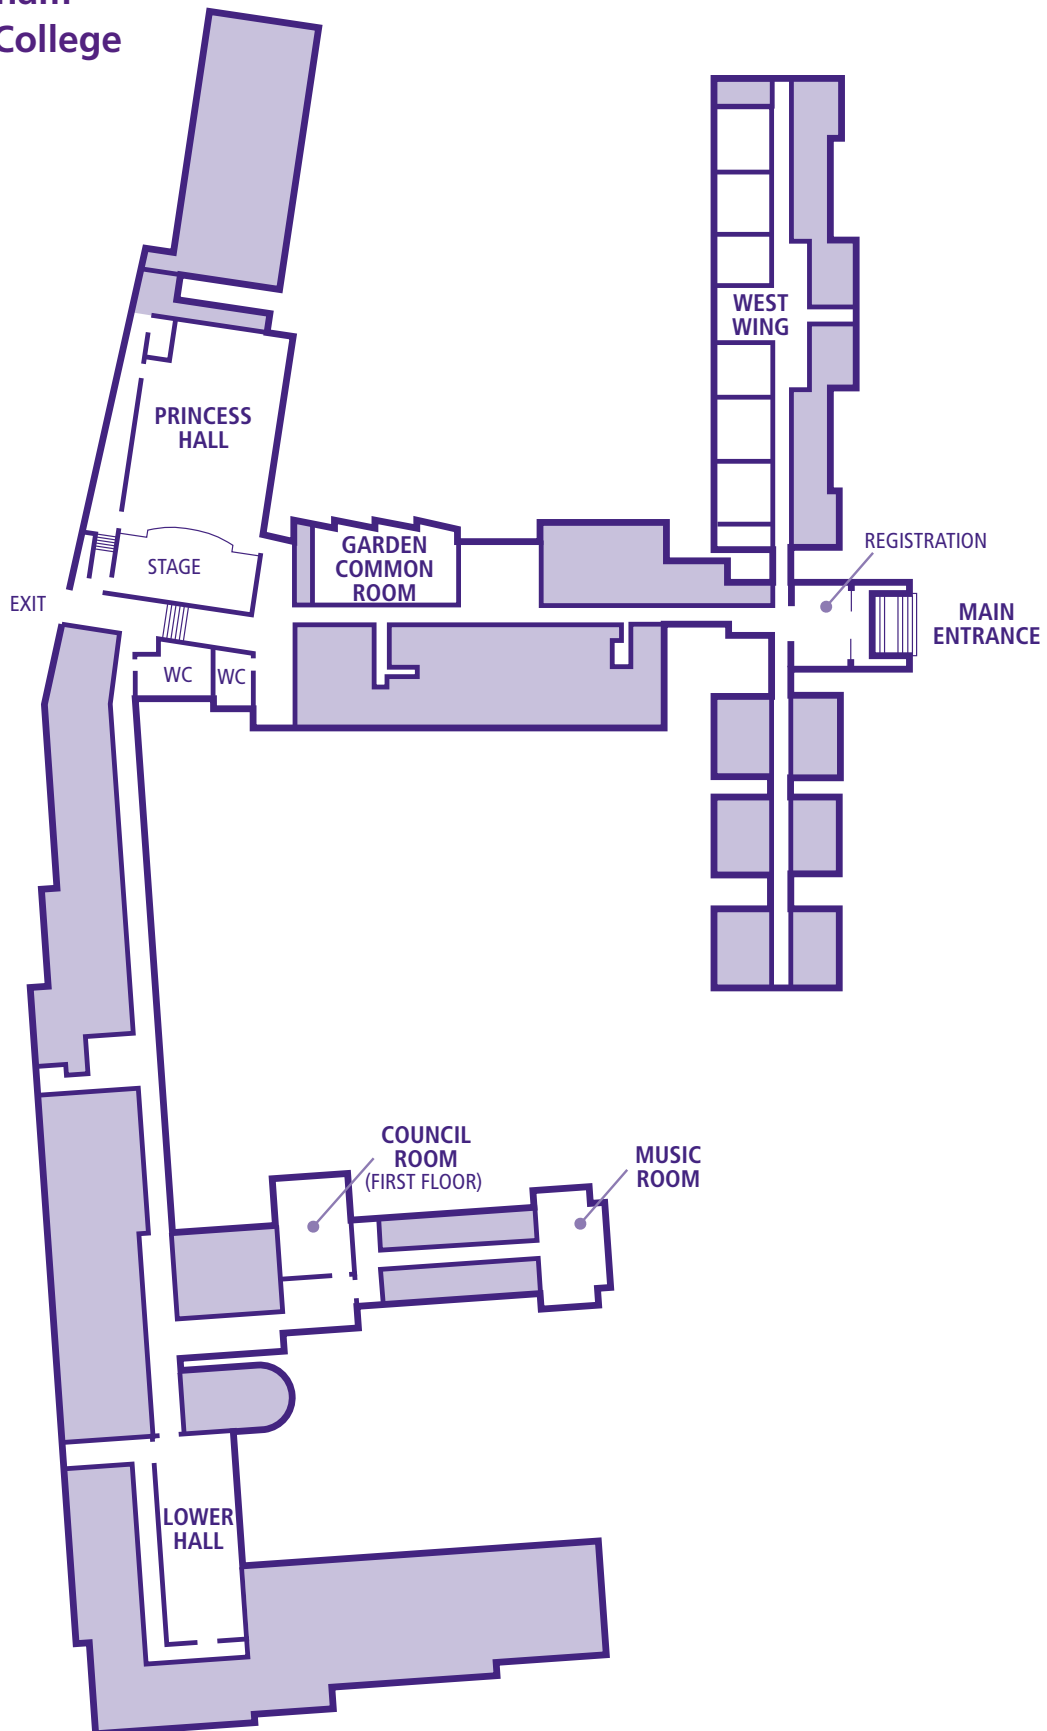 College
WEST
WING
PRINCESS
HALL
REGISTRATION
GARDEN
COMMON
ROOM
STAGE
EXIT
MAIN
ENTRANCE
WC
WC
COUNCIL
ROOM
(FIRST FLOOR)
MUSIC
ROOM
LOWER
HALL